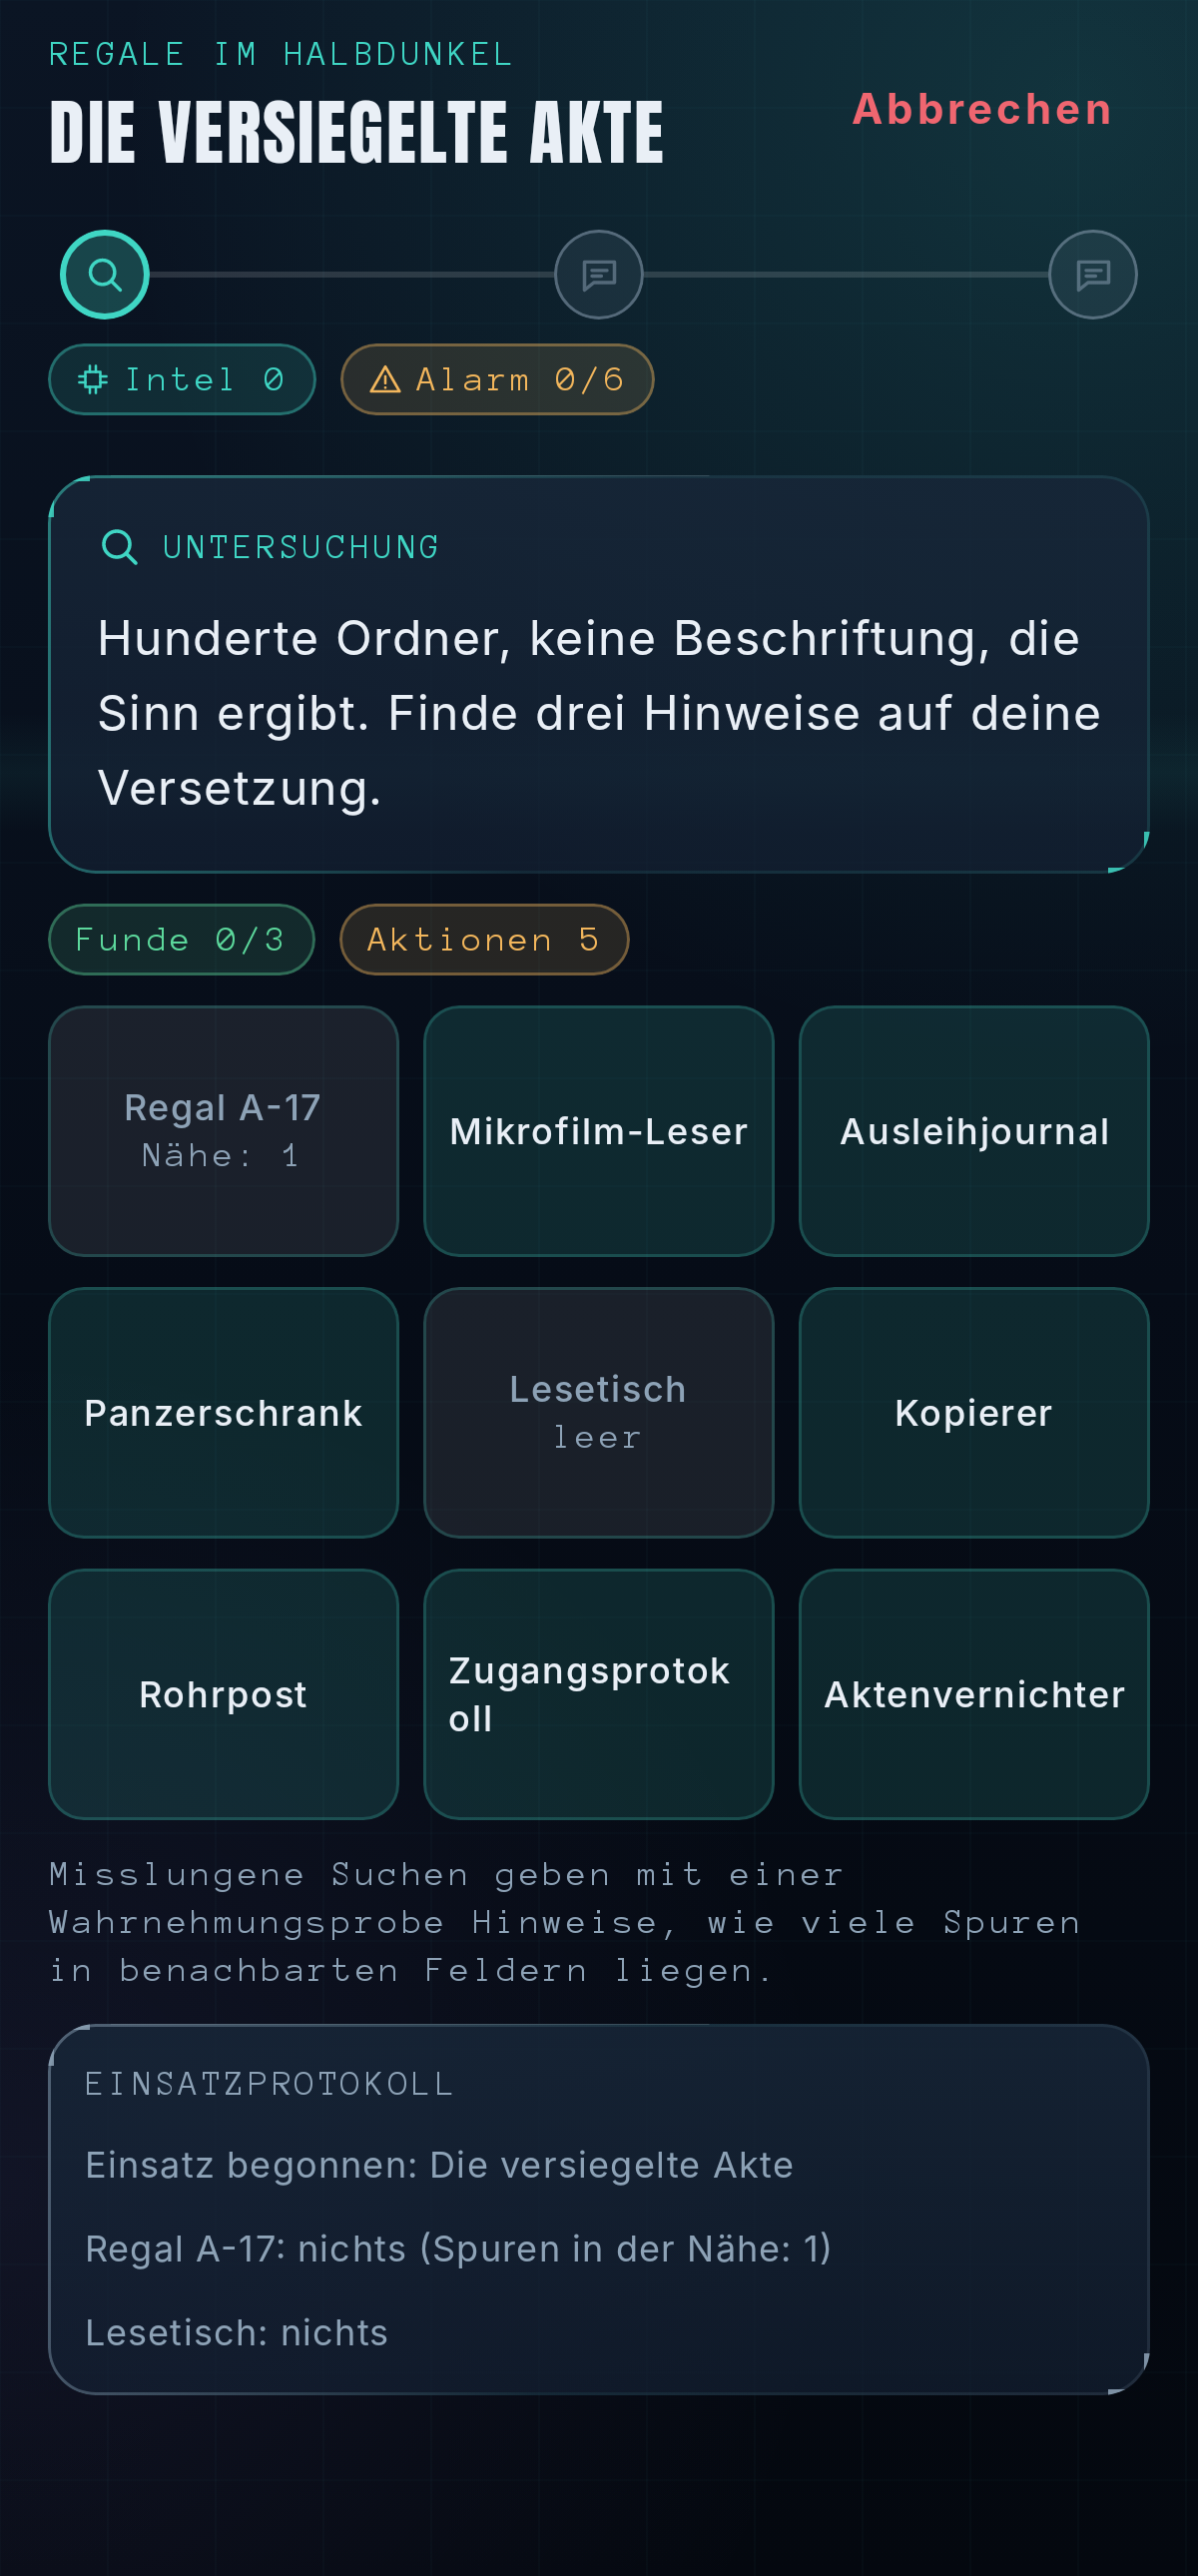 REGALE IM HALBDUNKEL
DIE VERSIEGELTE AKTE
Abbrechen
Intel 0
Alarm 0/6
UNTERSUCHUNG
Hunderte Ordner, keine Beschriftung, die
Sinn ergibt. Finde drei Hinweise auf deine
Versetzung.
Funde 0/3
Aktionen 5
Regal A-17
Nähe: 1
Mikrofilm-Leser
Ausleihjournal
Panzerschrank
Lesetisch
leer
Kopierer
Rohrpost
Zugangsprotok
oll
Aktenvernichter
Misslungene Suchen geben mit einer
Wahrnehmungsprobe Hinweise, wie viele Spuren
in benachbarten Feldern liegen.
EINSATZPROTOKOLL
Einsatz begonnen: Die versiegelte Akte
Regal A-17: nichts (Spuren in der Nähe: 1)
Lesetisch: nichts